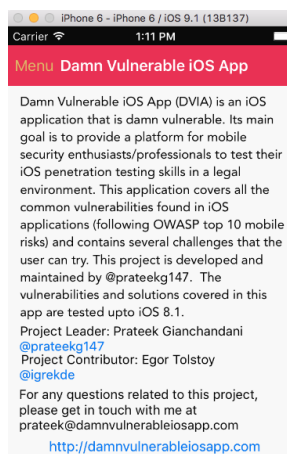 iPhone 6 - iPhone 6 / iOS 9.1 (13B137)
Carrier 1:11 PM
Menu Damn Vulnerable iOS App
Damn Vulnerable iOS App (DVIA) is an iOS
application that is damn vulnerable. Its main
goal is to provide a platform for mobile
security enthusiasts/professionals to test their
iOS penetration testing skills in a legal
environment. This application covers all the
common vulnerabilities found in iOS
applications (following OWASP top 10 mobile
risks) and contains several challenges that the
user can try. This project is developed and
maintained by @prateekg147. The
vulnerabilities and solutions covered in this
app are tested upto iOS 8.1.
Project Leader: Prateek Gianchandani
@prateekg147
Project Contributor: Egor Tolstoy
@igrekde
For any questions related to this project,
please get in touch with me at
prateek@damnvulnerableiosapp.com
http://damnvulnerableiosapp.com